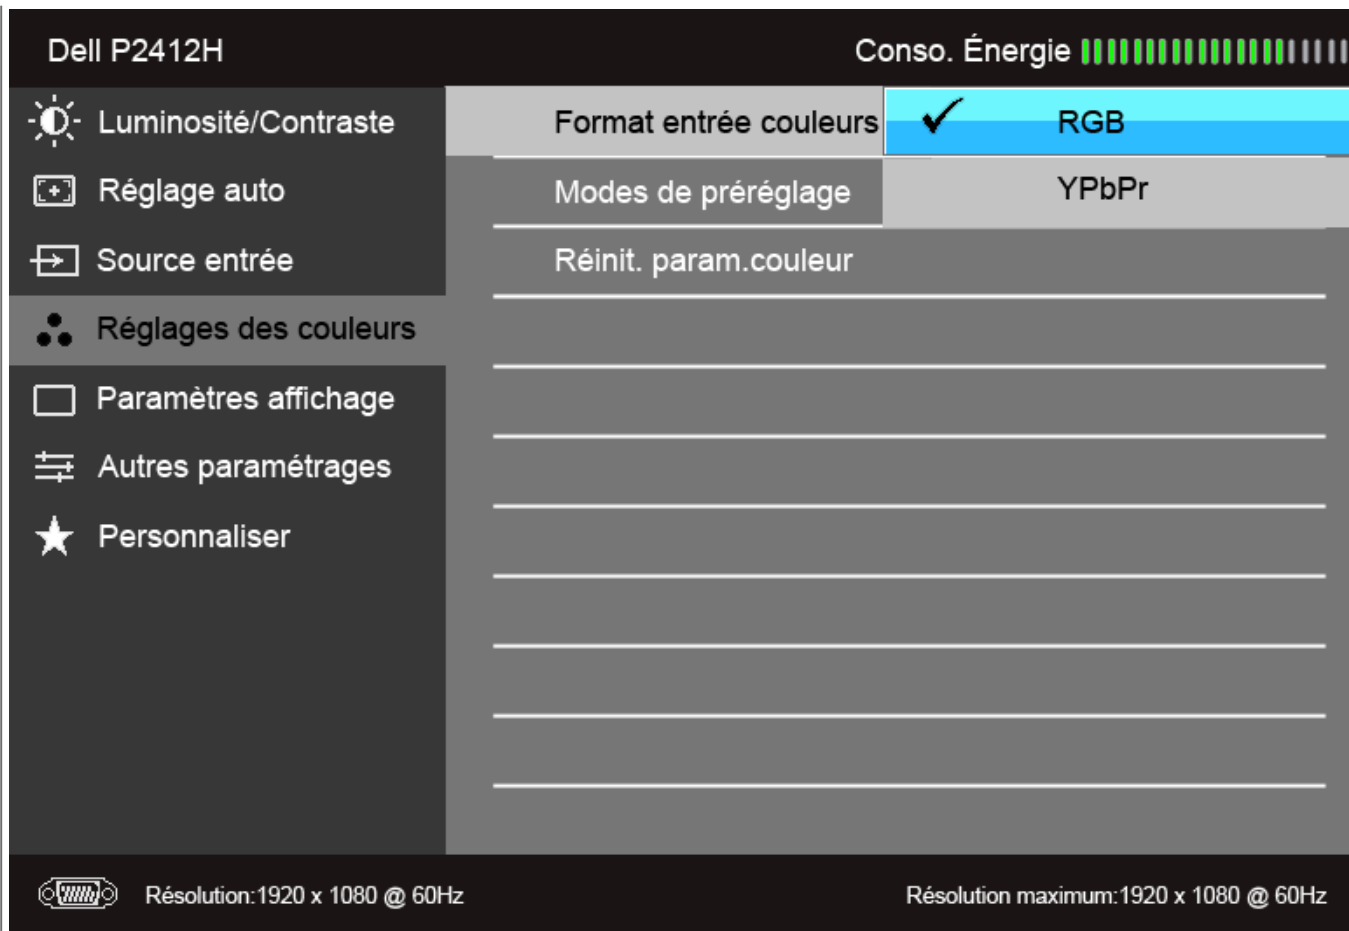 Dell P2412H
Conso. Énergie
Luminosité/Contraste
Format entrée couleurs
RGB
Réglage auto
Modes de préréglage
YPbPr
Source entrée
Réinit. param.couleur
Réglages des couleurs
Paramètres affichage
Autres paramétrages
Personnaliser
Résolution:1920 x 1080 @ 60Hz
Résolution maximum:1920 x 1080 @ 60Hz